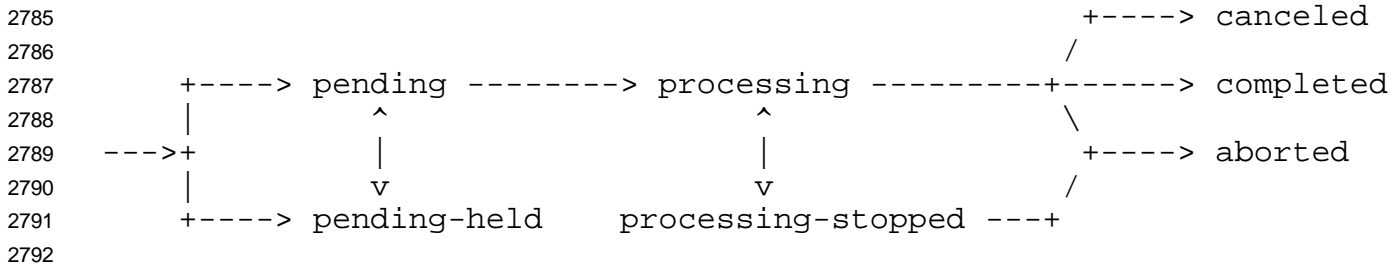 2785                                                                +----> canceled
2786                                                               /
2787        +----> pending --------> processing ---------+------> completed
2788        |         ^                   ^               \
2789    --->+         |                   |                +----> aborted
2790        |         v                   v               /
2791        +----> pending-held    processing-stopped ---+
2792